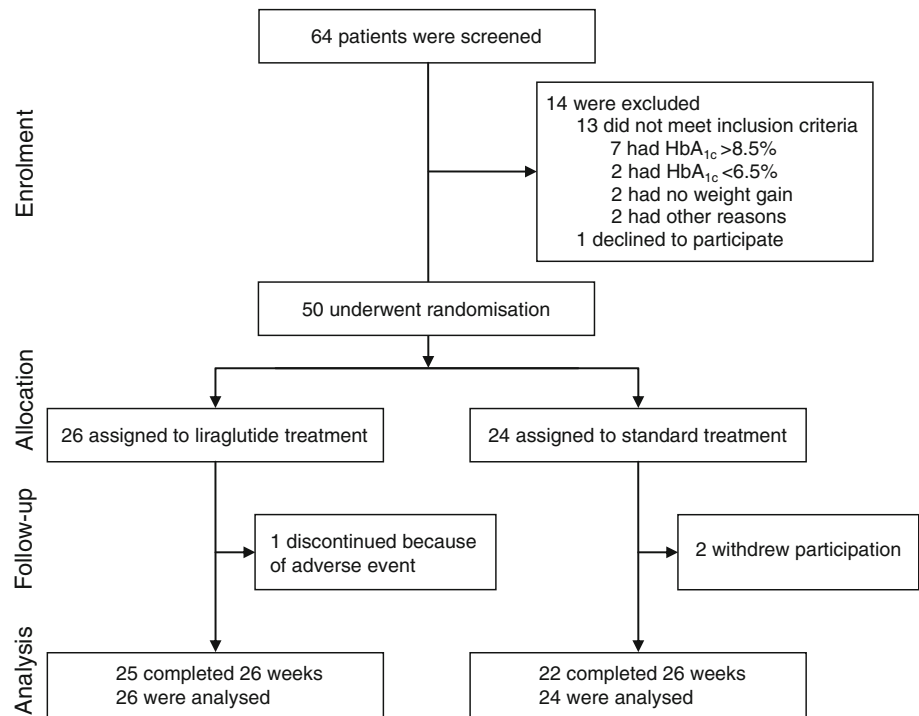 64 patients were screened
Enrolment
14 were excluded
13 did not meet inclusion criteria
7 had HbA1c >8.5%
2 had HbA1c <6.5%
2 had no weight gain
2 had other reasons
1 declined to participate
50 underwent randomisation
Allocation
26 assigned to liraglutide treatment
24 assigned to standard treatment
Follow-up
1 discontinued because
of adverse event
2 withdrew participation
Analysis
25 completed 26 weeks
26 were analysed
22 completed 26 weeks
24 were analysed